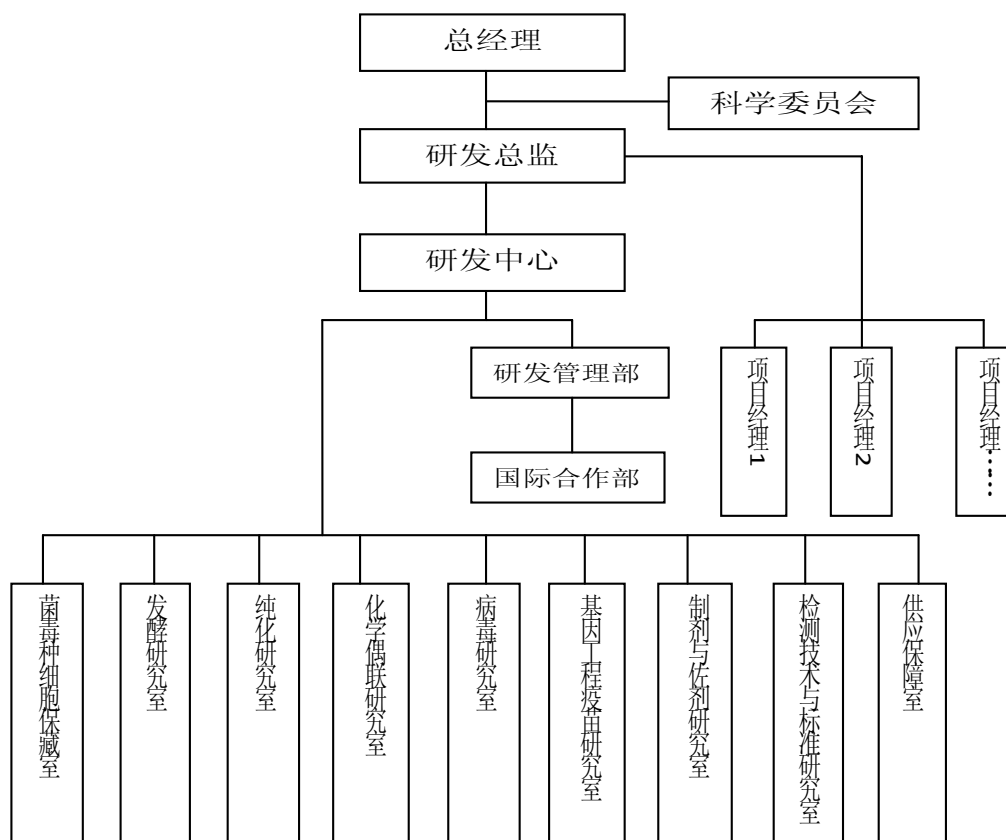 总经理
科学委员会
研发总监
研发中心
研发管理部
国际合作部
项目经理1
项目经理2
项目经理……
菌毒种细胞保藏室
发酵研究室
纯化研究室
化学偶联研究室
病毒研究室
基因工程疫苗研究室
制剂与佐剂研究室
检测技术与标准研究室
供应保障室